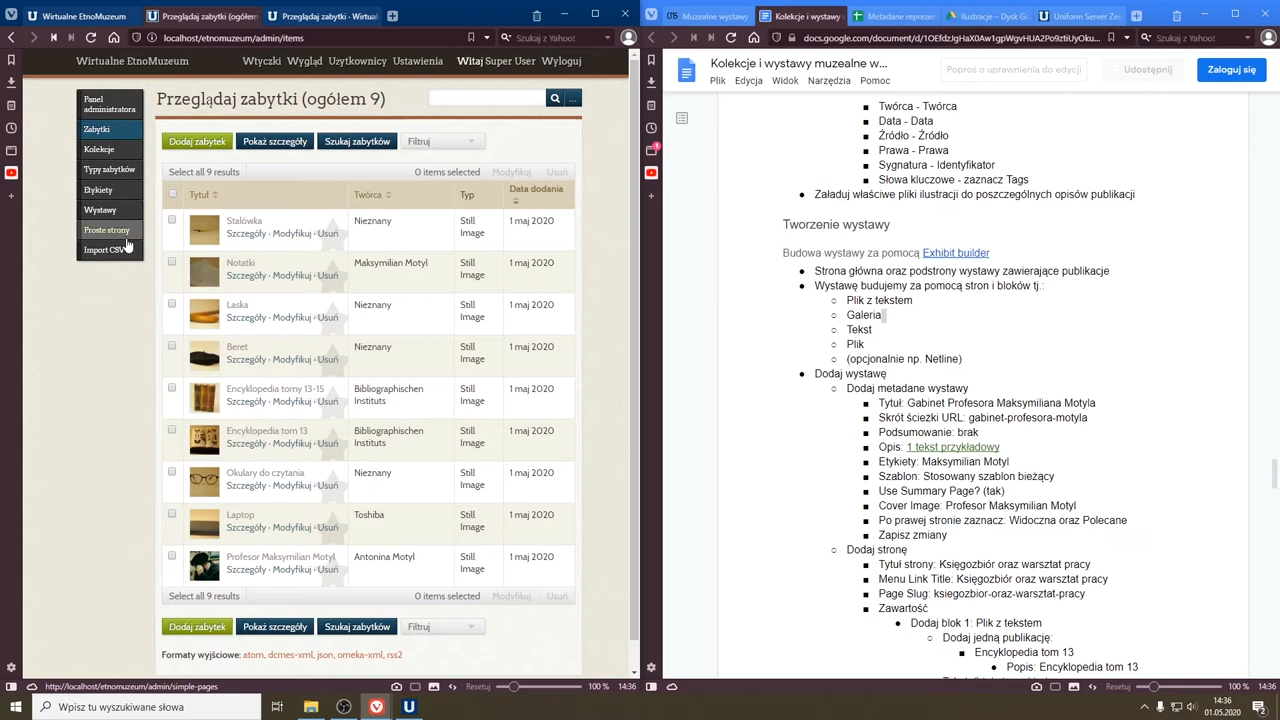 Wirtualne EtnoMuzeum
Przeglądaj zabytki (ogółem
Przeglądaj zabytki · Wirtual
localhost/etnomuzeum/admin/items
Szukaj z Yahoo!
Wirtualne EtnoMuzeum
Wtyczki
Wygląd
Użytkownicy
Ustawienia
Witaj Super User
Wyloguj
Panel
administratora
Zabytki
Kolekcje
Typy zabytków
Etykiety
Wystawy
Proste strony
Import CSV
Przeglądaj zabytki (ogółem 9)
...
Dodaj zabytek
Pokaż szczegóły
Szukaj zabytków
Filtruj
Select all 9 results
0 items selected
Modyfikuj
Usuń
Tytuł
Twórca
Typ
Data dodania
Stalówka
Szczegóły · Modyfikuj · Usuń
Nieznany
Still
Image
1 maj 2020
Notatki
Szczegóły · Modyfikuj · Usuń
Maksymilian Motyl
Still
Image
1 maj 2020
Laska
Szczegóły · Modyfikuj · Usuń
Nieznany
Still
Image
1 maj 2020
Beret
Szczegóły · Modyfikuj · Usuń
Nieznany
Still
Image
1 maj 2020
Encyklopedia tomy 13-15
Szczegóły · Modyfikuj · Usuń
Bibliographischen
Instituts
Still
Image
1 maj 2020
Encyklopedia tom 13
Szczegóły · Modyfikuj · Usuń
Bibliographischen
Instituts
Still
Image
1 maj 2020
Okulary do czytania
Szczegóły · Modyfikuj · Usuń
Nieznany
Still
Image
1 maj 2020
Laptop
Szczegóły · Modyfikuj · Usuń
Toshiba
Still
Image
1 maj 2020
Profesor Maksymilian Motyl
Szczegóły · Modyfikuj · Usuń
Antonina Motyl
Still
Image
1 maj 2020
Select all 9 results
0 items selected
Modyfikuj
Usuń
Dodaj zabytek
Pokaż szczegóły
Szukaj zabytków
Filtruj
Formaty wyjściowe: atom, dcmes-xml, json, omeka-xml, rss2
http://localhost/etnomuzeum/admin/simple-pages
Resetuj
100 %
14:36
Muzealne wystawy
Kolekcje i wystawy
Metadane reprezen
Ilustracje – Dysk G
Uniform Server Zer
docs.google.com/document/d/1OEfdzJgHaX0Aw1gpWgvHUA2Po9ztiUyOku...
Szukaj z Yahoo!
Kolekcje i wystawy muzealne w...
Plik
Edycja
Widok
Narzędzia
Pomoc
Poproś o uprawnienia do edycji
Udostępnij
Zaloguj się
■ Twórca - Twórca
■ Data - Data
■ Źródło - Źródło
■ Prawa - Prawa
■ Sygnatura - Identyfikator
■ Słowa kluczowe - zaznacz Tags
● Załaduj właściwe pliki ilustracji do poszczególnych opisów publikacji
Tworzenie wystawy
Budowa wystawy za pomocą Exhibit builder
● Strona główna oraz podstrony wystawy zawierające publikacje
● Wystawę budujemy za pomocą stron i bloków tj.:
○ Plik z tekstem
○ Galeria
○ Tekst
○ Plik
○ (opcjonalnie np. Netline)
● Dodaj wystawę
○ Dodaj metadane wystawy
■ Tytuł: Gabinet Profesora Maksymiliana Motyla
■ Skrót ścieżki URL: gabinet-profesora-motyla
■ Podsumowanie: brak
■ Opis: 1 tekst przykładowy
■ Etykiety: Maksymilian Motyl
■ Szablon: Stosowany szablon bieżący
■ Use Summary Page? (tak)
■ Cover Image: Profesor Maksymilian Motyl
■ Po prawej stronie zaznacz: Widoczna oraz Polecane
■ Zapisz zmiany
○ Dodaj stronę
■ Tytuł strony: Księgozbiór oraz warsztat pracy
■ Menu Link Title: Księgozbiór oraz warsztat pracy
■ Page Slug: ksiegozbior-oraz-warsztat-pracy
■ Zawartość
● Dodaj blok 1: Plik z tekstem
○ Dodaj jedną publikację:
■ Encyklopedia tom 13
● Popis: Encyklopedia tom 13
Resetuj
100 %
14:36
Wpisz tu wyszukiwane słowa
14:36
01.05.2020
2